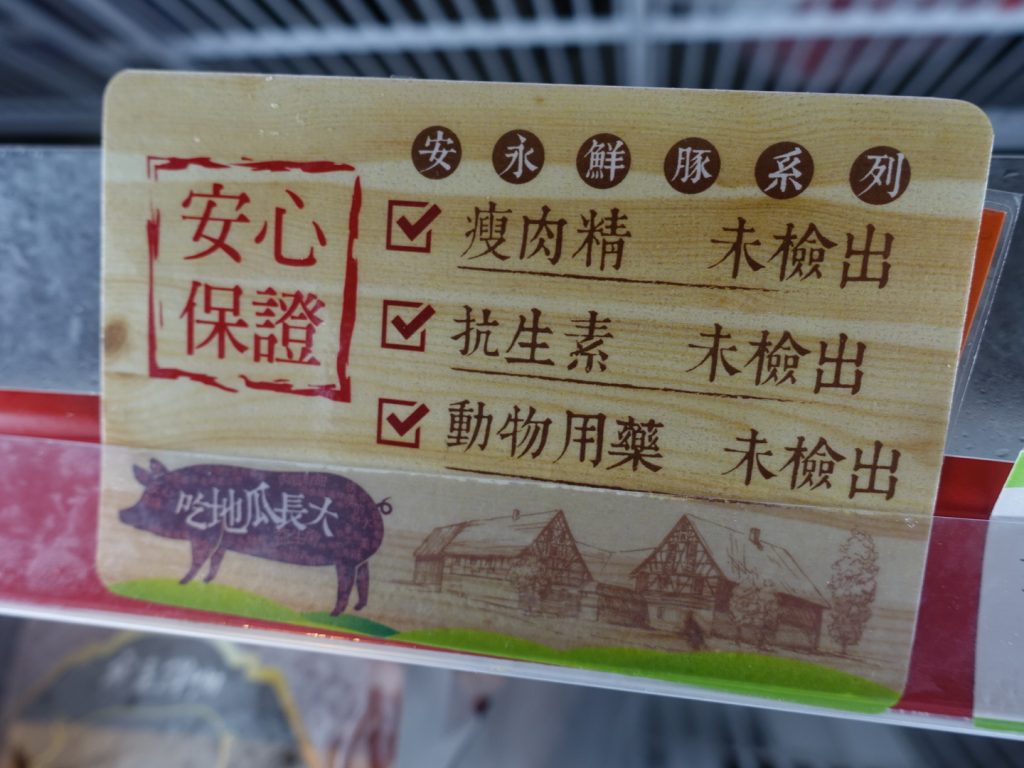 安永鮮豚系列
安心
保證
瘦肉精 未檢出
抗生素 未檢出
動物用藥 未檢出
吃地瓜長大